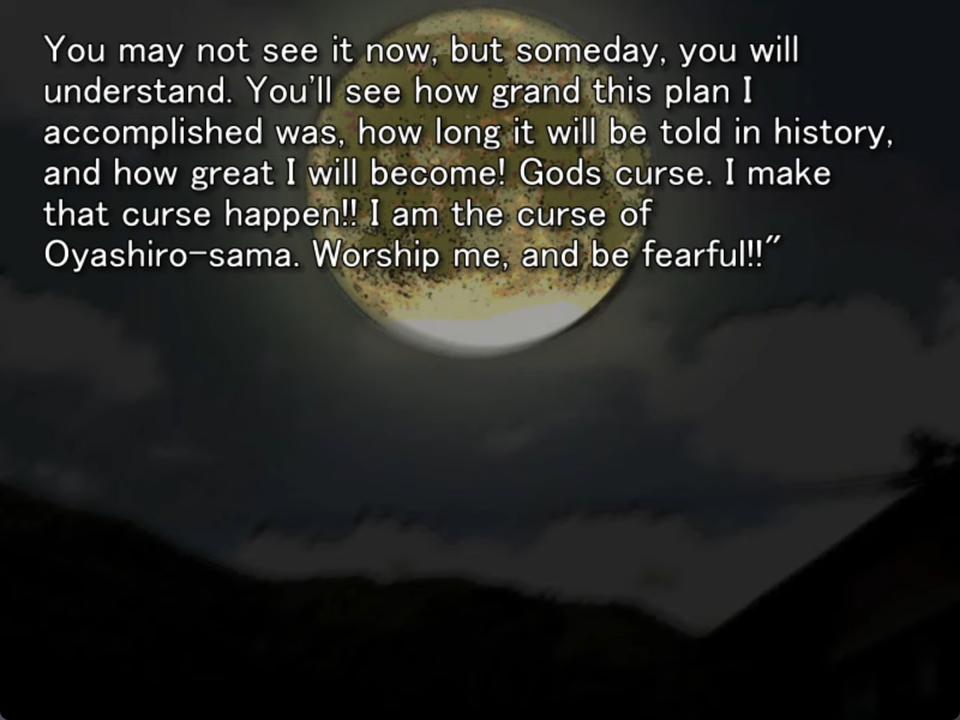 You may not see it now, but someday, you will
understand. You'll see how grand this plan I
accomplished was, how long it will be told in history,
and how great I will become! Gods curse. I make
that curse happen!! I am the curse of
Oyashiro-sama. Worship me, and be fearful!!"